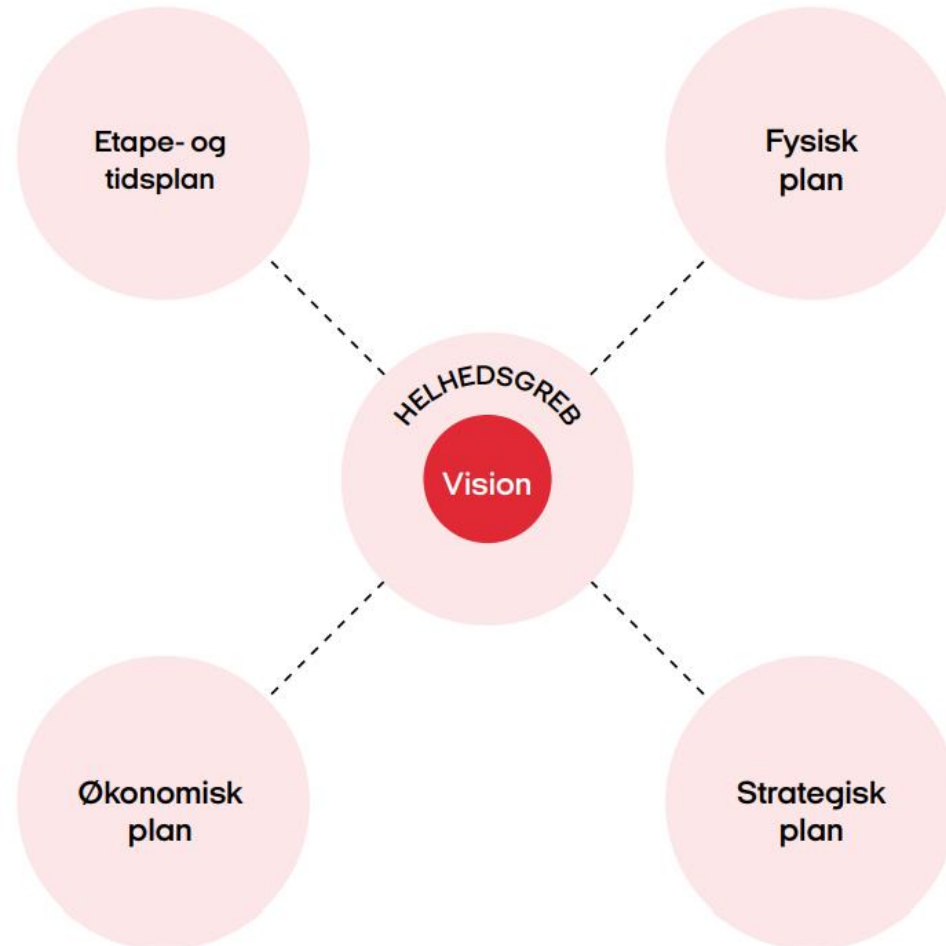 Etape- og
tidsplan
Fysisk
plan
HELHEDSGREB
Vision
Økonomisk
plan
Strategisk
plan